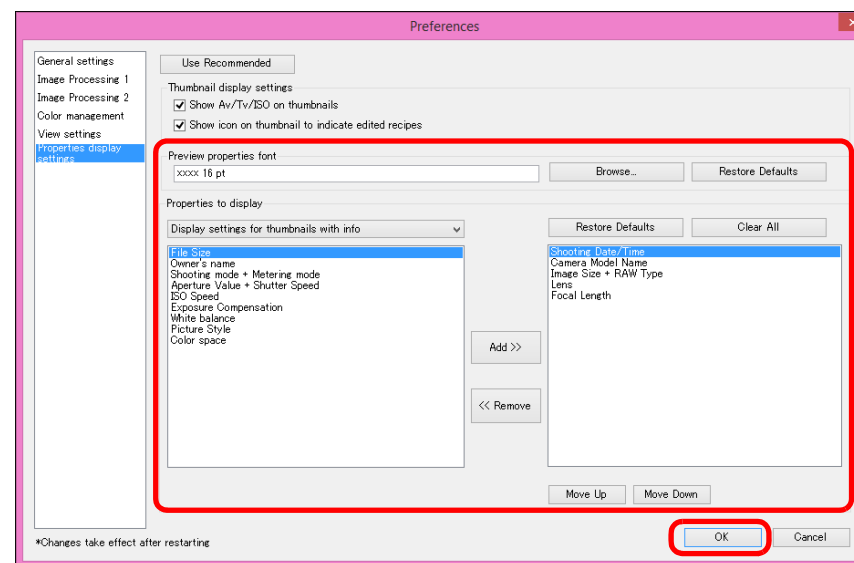 Preferences
General settings
Image Processing 1
Image Processing 2
Color management
View settings
Properties display
settings
Use Recommended
Thumbnail display settings
Show Av/Tv/ISO on thumbnails
Show icon on thumbnail to indicate edited recipes
Preview properties font
xxxx 16 pt
Browse...
Restore Defaults
Properties to display
Display settings for thumbnails with info
File Size
Owner's name
Shooting mode + Metering mode
Aperture Value + Shutter Speed
ISO Speed
Exposure Compensation
White balance
Picture Style
Color space
Add >>
<< Remove
Restore Defaults
Clear All
Shooting Date/Time
Camera Model Name
Image Size + RAW Type
Lens
Focal Length
Move Up
Move Down
*Changes take effect after restarting
OK
Cancel